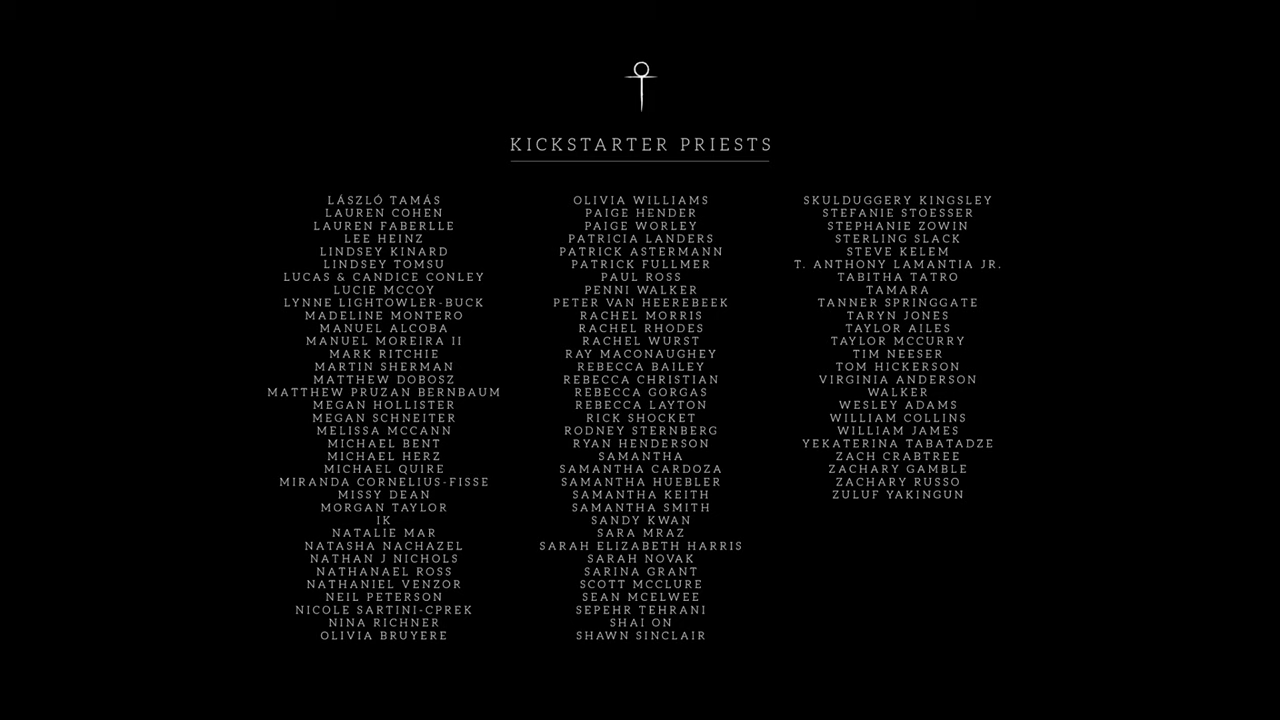 KICKSTARTER PRIESTS
LÁSZLÓ TAMÁS
LAUREN COHEN
LAUREN FABERLLE
LEE HEINZ
LINDSEY KINARD
LINDSEY TOMSU
LUCAS & CANDICE CONLEY
LUCIE MCCOY
LYNNE LIGHTOWLER-BUCK
MADELINE MONTERO
MANUEL ALCOBA
MANUEL MOREIRA II
MARK RITCHIE
MARTIN SHERMAN
MATTHEW DOBOSZ
MATTHEW PRUZAN BERNBAUM
MEGAN HOLLISTER
MEGAN SCHNEITER
MELISSA MCCANN
MICHAEL BENT
MICHAEL HERZ
MICHAEL QUIRE
MIRANDA CORNELIUS-FISSE
MISSY DEAN
MORGAN TAYLOR
IK
NATALIE MAR
NATASHA NACHAZEL
NATHAN J NICHOLS
NATHANAEL ROSS
NATHANIEL VENZOR
NEIL PETERSON
NICOLE SARTINI-CPREK
NINA RICHNER
OLIVIA BRUYERE
OLIVIA WILLIAMS
PAIGE HENDER
PAIGE WORLEY
PATRICIA LANDERS
PATRICK ASTERMANN
PATRICK FULLMER
PAUL ROSS
PENNI WALKER
PETER VAN HEEREBEEK
RACHEL MORRIS
RACHEL RHODES
RACHEL WURST
RAY MACONAUGHEY
REBECCA BAILEY
REBECCA CHRISTIAN
REBECCA GORGAS
REBECCA LAYTON
RICK SHOCKET
RODNEY STERNBERG
RYAN HENDERSON
SAMANTHA
SAMANTHA CARDOZA
SAMANTHA HUEBLER
SAMANTHA KEITH
SAMANTHA SMITH
SANDY KWAN
SARA MRAZ
SARAH ELIZABETH HARRIS
SARAH NOVAK
SARINA GRANT
SCOTT MCCLURE
SEAN MCELWEE
SEPEHR TEHRANI
SHAI ON
SHAWN SINCLAIR
SKULDUGGERY KINGSLEY
STEFANIE STOESSER
STEPHANIE ZOWIN
STERLING SLACK
STEVE KELEM
T. ANTHONY LAMANTIA JR.
TABITHA TATRO
TAMARA
TANNER SPRINGGATE
TARYN JONES
TAYLOR AILES
TAYLOR MCCURRY
TIM NEESER
TOM HICKERSON
VIRGINIA ANDERSON
WALKER
WESLEY ADAMS
WILLIAM COLLINS
WILLIAM JAMES
YEKATERINA TABATADZE
ZACH CRABTREE
ZACHARY GAMBLE
ZACHARY RUSSO
ZULUF YAKINGUN